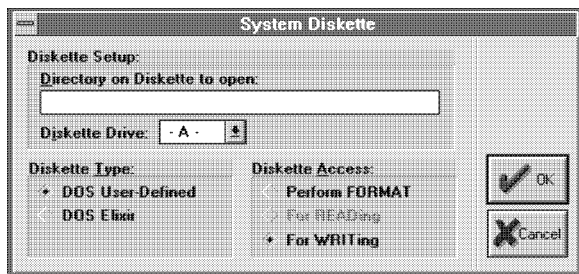 System Diskette
Diskette Setup:
Directory on Diskette to open:
Diskette Drive: - A -
Diskette Type:
DOS User-Defined
DOS Elixir
Diskette Access:
Perform FORMAT
For READing
For WRITing
OK
Cancel